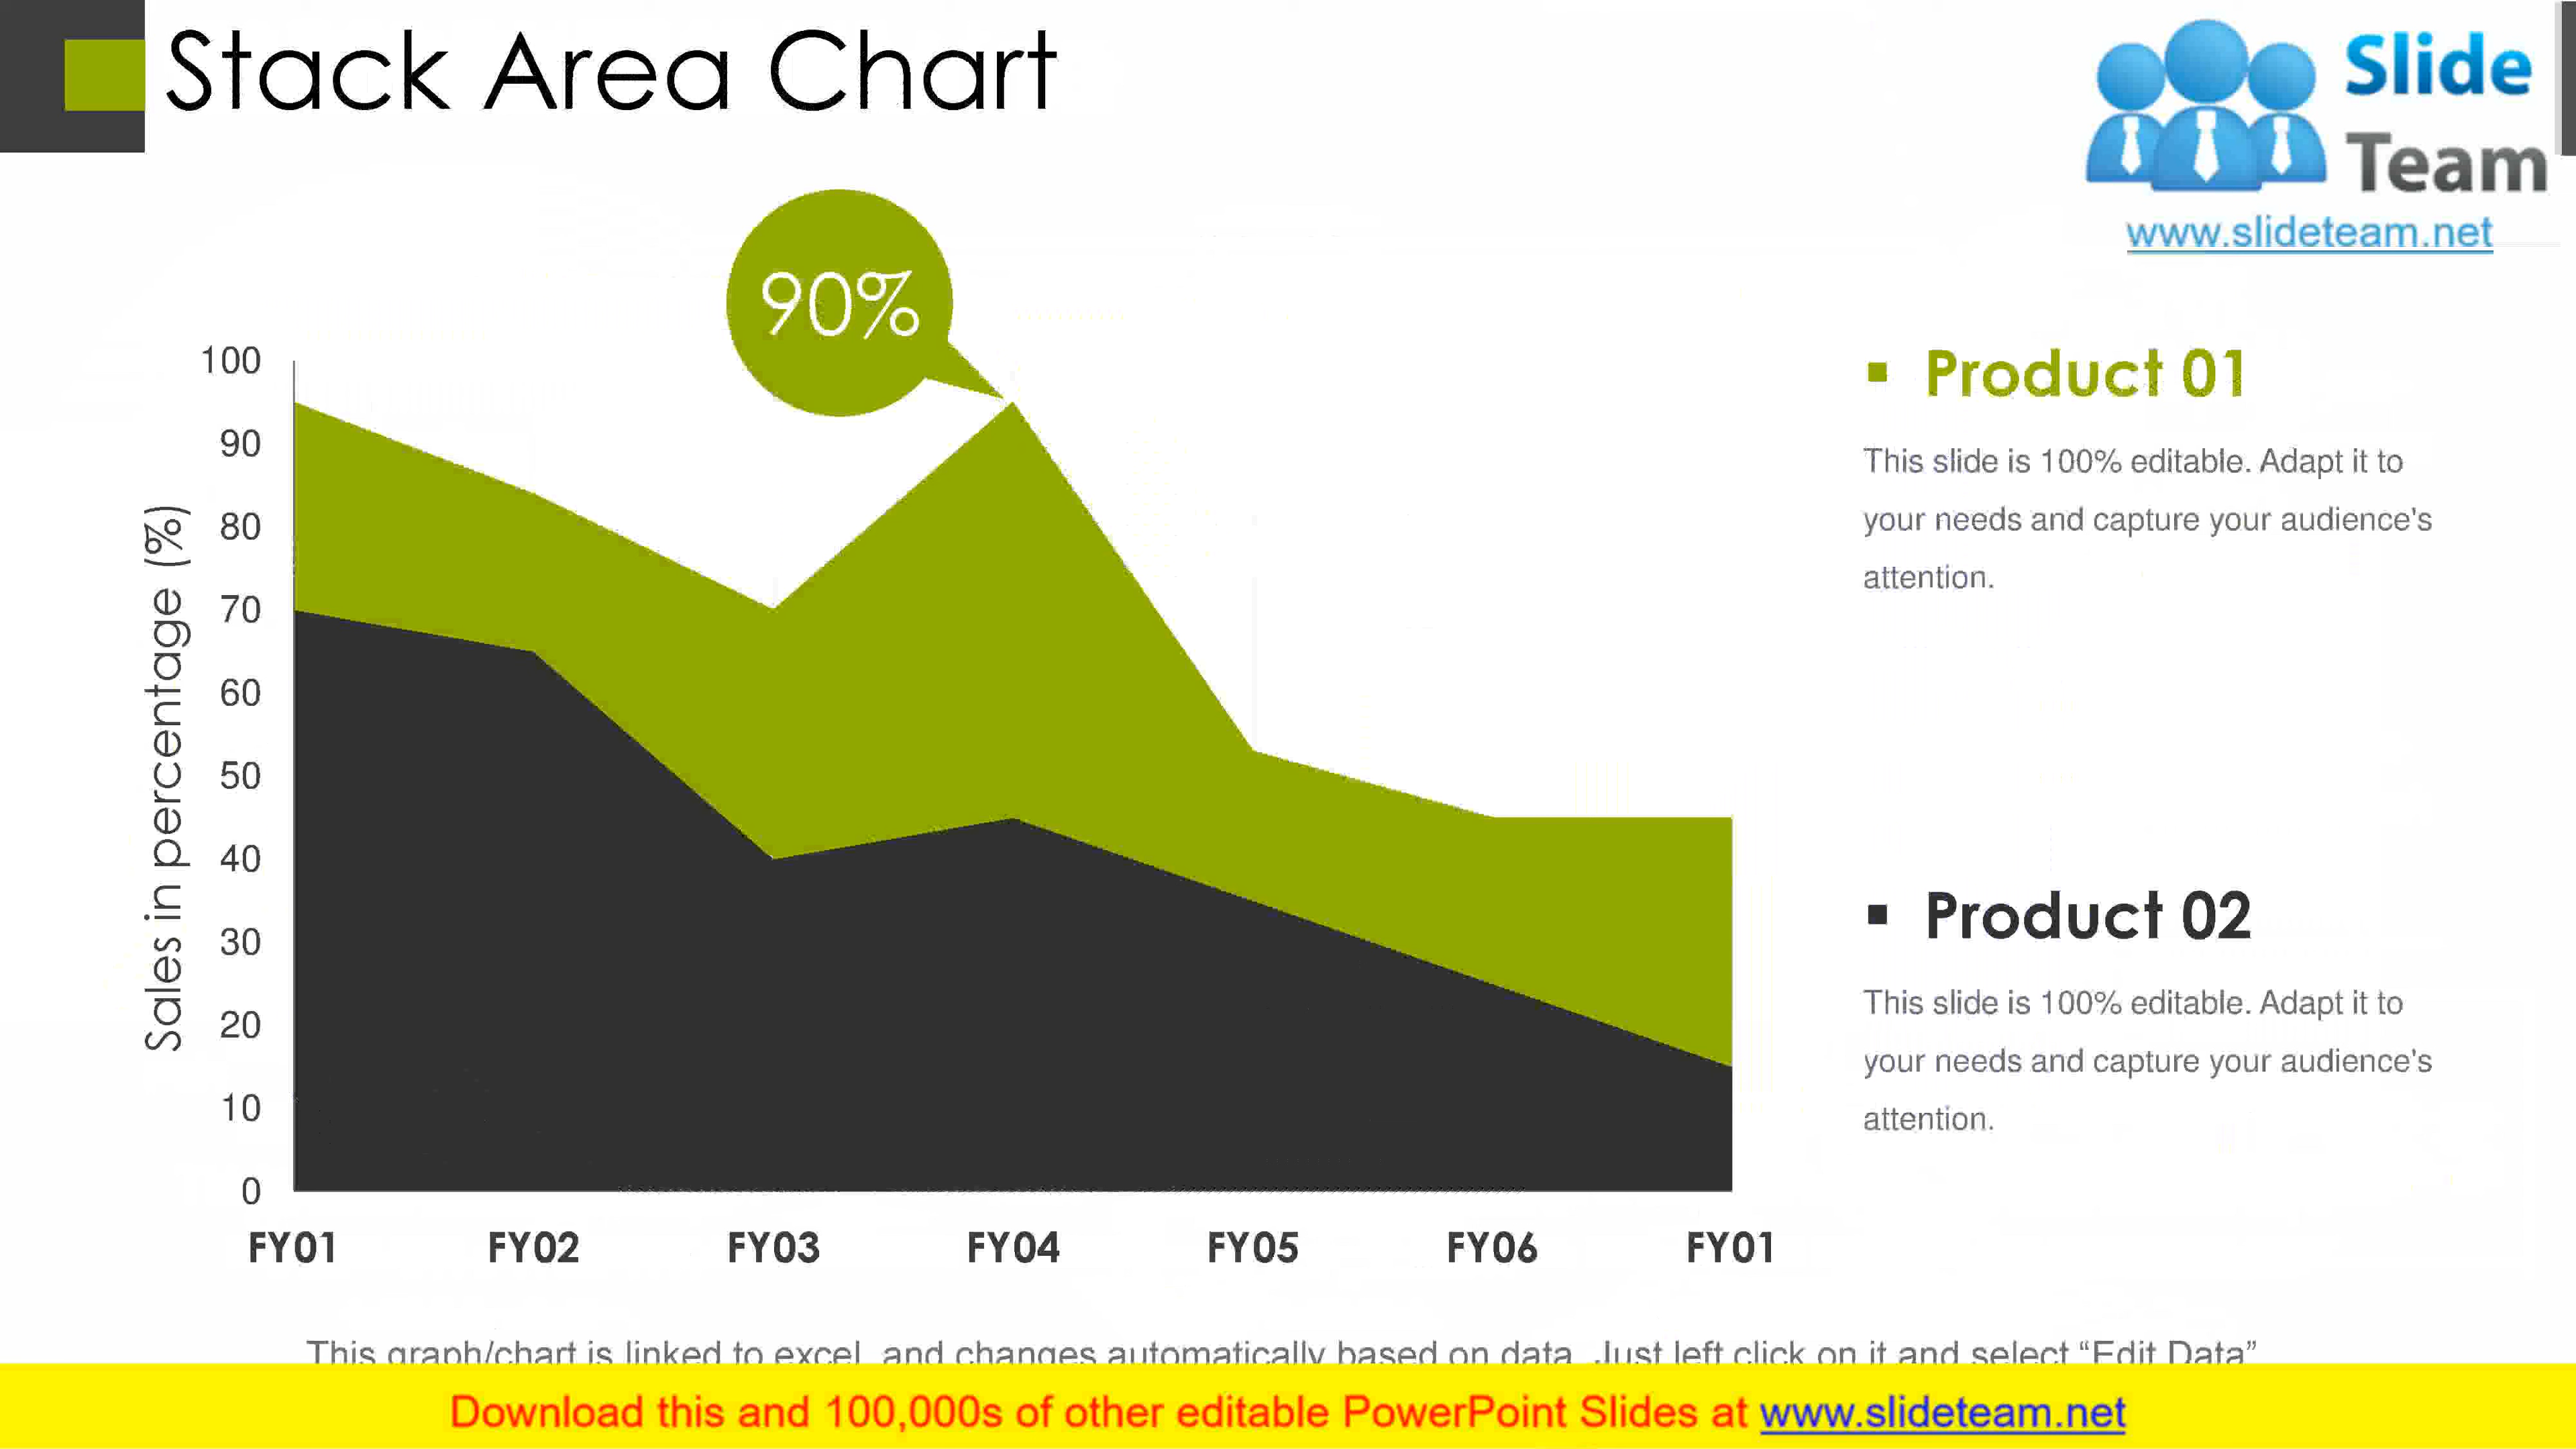 Stack Area Chart
Slide
Team
www.slideteam.net
90%
Sales in percentage (%)
100
90
80
70
60
50
40
30
20
10
0
FY01 FY02 FY03 FY04 FY05 FY06 FY01
▪ Product 01
This slide is 100% editable. Adapt it to
your needs and capture your audience's
attention.
▪ Product 02
This slide is 100% editable. Adapt it to
your needs and capture your audience's
attention.
This graph/chart is linked to excel, and changes automatically based on data. Just left click on it and select “Edit Data”
Download this and 100,000s of other editable PowerPoint Slides at www.slideteam.net